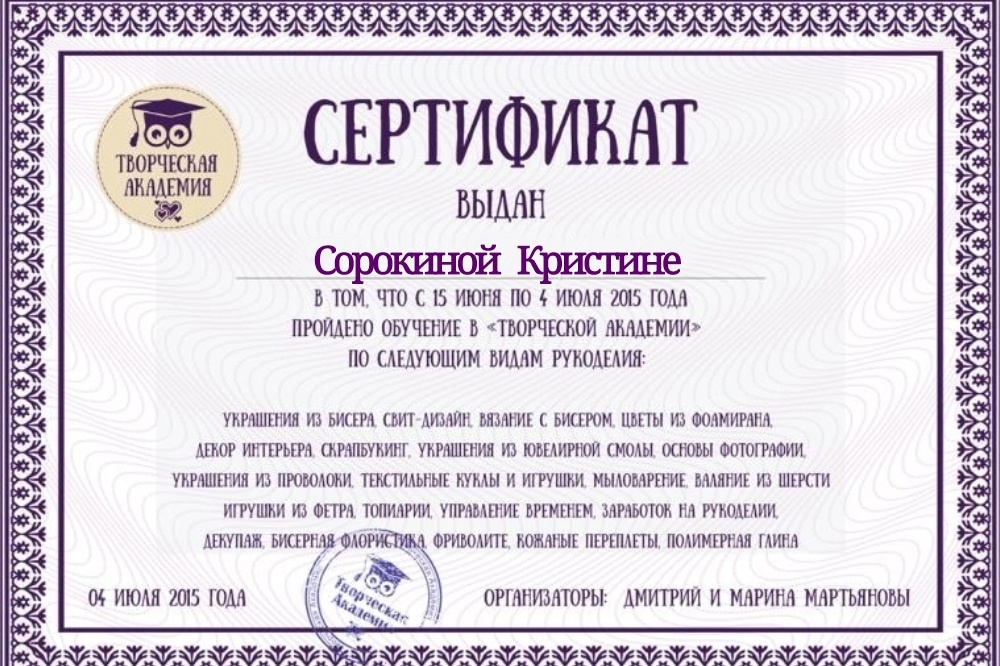 ТВОРЧЕСКАЯ
АКАДЕМИЯ
СЕРТИФИКАТ
ВЫДАН
Сорокиной Кристине
В ТОМ, ЧТО С 15 ИЮНЯ ПО 4 ИЮЛЯ 2015 ГОДА
ПРОЙДЕНО ОБУЧЕНИЕ В «ТВОРЧЕСКОЙ АКАДЕМИИ»
ПО СЛЕДУЮЩИМ ВИДАМ РУКОДЕЛИЯ:
УКРАШЕНИЯ ИЗ БИСЕРА, СВИТ-ДИЗАЙН, ВЯЗАНИЕ С БИСЕРОМ, ЦВЕТЫ ИЗ ФОАМИРАНА,
ДЕКОР ИНТЕРЬЕРА, СКРАПБУКИНГ, УКРАШЕНИЯ ИЗ ЮВЕЛИРНОЙ СМОЛЫ, ОСНОВЫ ФОТОГРАФИИ,
УКРАШЕНИЯ ИЗ ПРОВОЛОКИ, ТЕКСТИЛЬНЫЕ КУКЛЫ И ИГРУШКИ, МЫЛОВАРЕНИЕ, ВАЛЯНИЕ ИЗ ШЕРСТИ
ИГРУШКИ ИЗ ФЕТРА, ТОПИАРИИ, УПРАВЛЕНИЕ ВРЕМЕНЕМ, ЗАРАБОТОК НА РУКОДЕЛИИ,
ДЕКУПАЖ, БИСЕРНАЯ ФЛОРИСТИКА, ФРИВОЛИТЕ, КОЖАНЫЕ ПЕРЕПЛЕТЫ, ПОЛИМЕРНАЯ ГЛИНА
04 ИЮЛЯ 2015 ГОДА
Творческая
Академия
ОРГАНИЗАТОРЫ: ДМИТРИЙ И МАРИНА МАРТЬЯНОВЫ